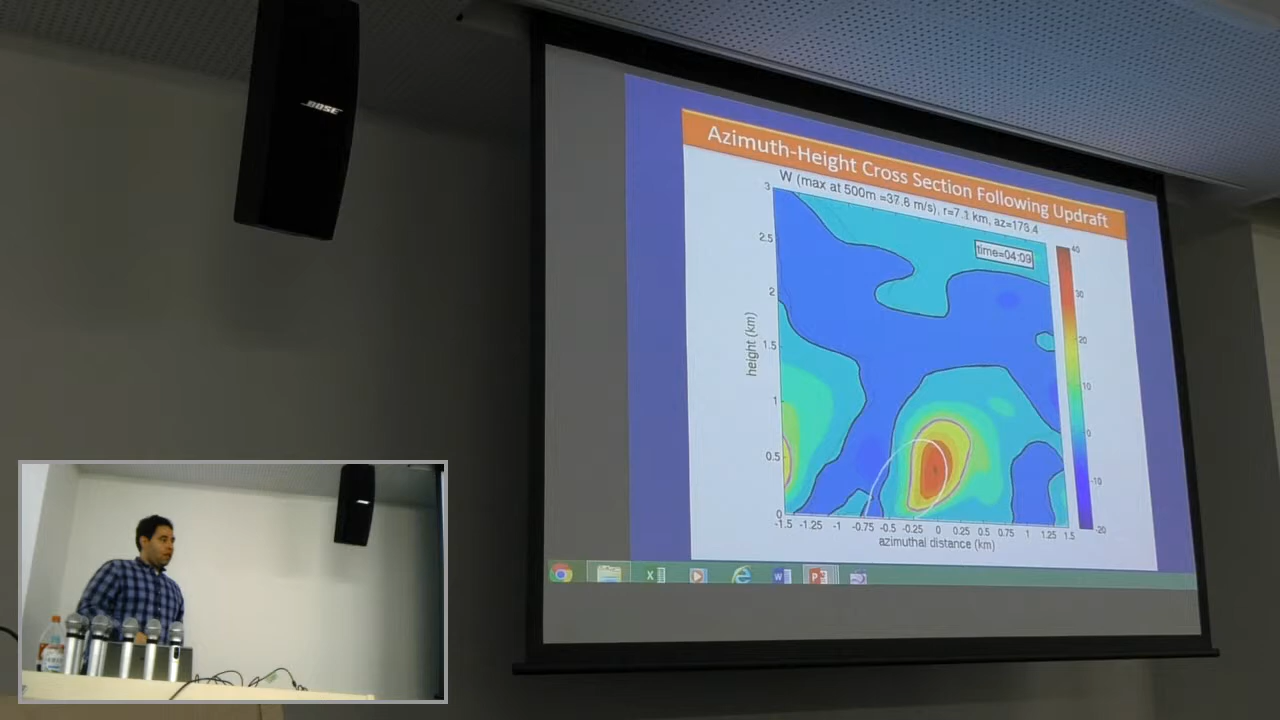 BOSE
Azimuth-Height Cross Section Following Updraft
W (max at 500m =37.6 m/s), r=7.1 km, az=173.4
time=04:09
3
2.5
2
1.5
1
0.5
0
height (km)
-1.5 -1.25 -1 -0.75 -0.5 -0.25 0 0.25 0.5 0.75 1 1.25 1.5
azimuthal distance (km)
40
30
20
10
0
-10
-20